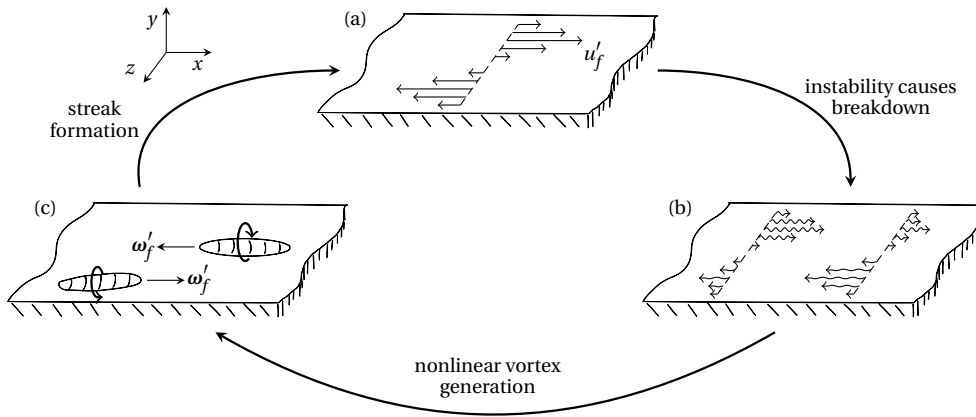 (a)
y
z
x
u′f
streak
formation
instability causes
breakdown
(c)
(b)
ω′f
ω′f
nonlinear vortex
generation